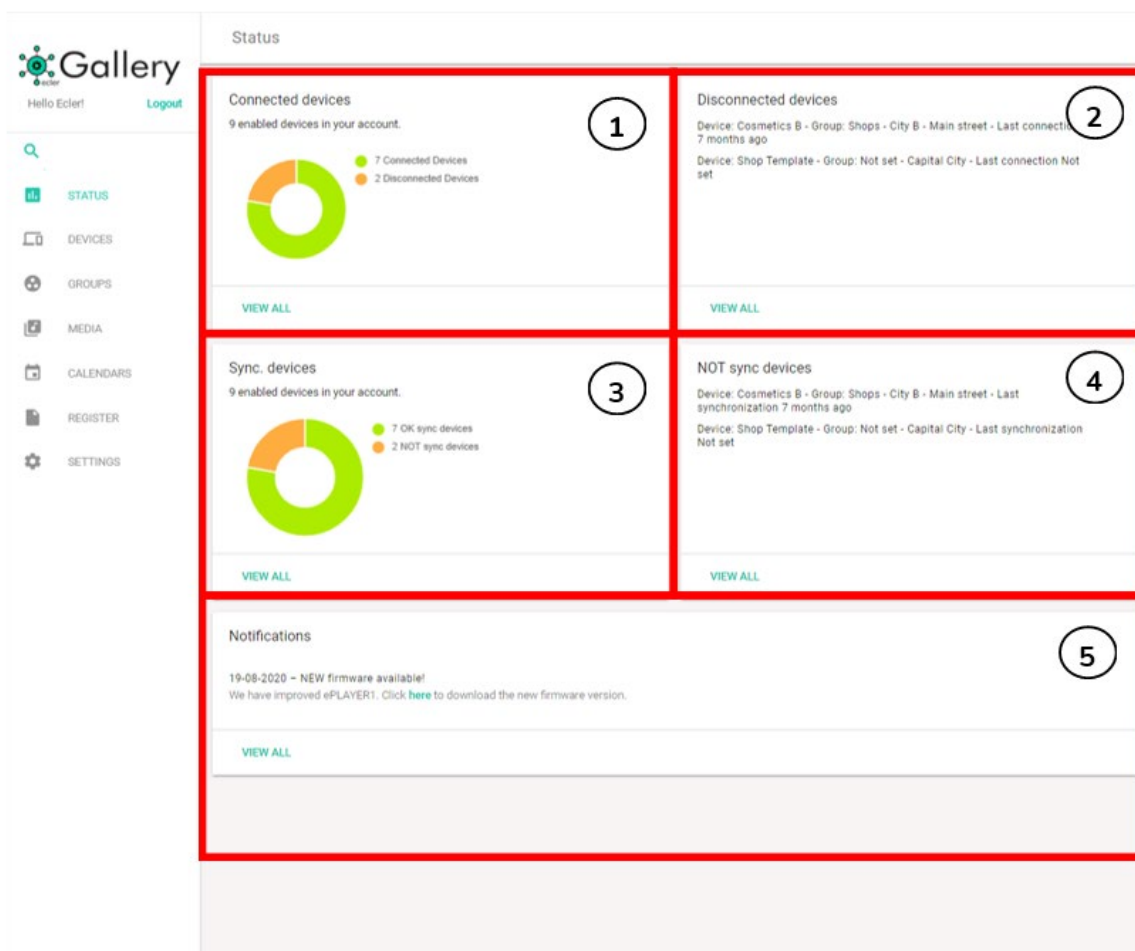 Gallery
ecler
Hello Ecler!
Logout
STATUS
DEVICES
GROUPS
MEDIA
CALENDARS
REGISTER
SETTINGS
Status
Connected devices
9 enabled devices in your account.
7 Connected Devices
2 Disconnected Devices
VIEW ALL
1
Disconnected devices
Device: Cosmetics B - Group: Shops - City B - Main street - Last
7 months ago
Device: Shop Template - Group: Not set - Capital City - Last connection Not
set
VIEW ALL
2
Sync. devices
9 enabled devices in your account.
7 OK sync devices
2 NOT sync devices
VIEW ALL
3
NOT sync devices
Device: Cosmetics B - Group: Shops - City B - Main street - Last
synchronization 7 months ago
Device: Shop Template - Group: Not set - Capital City - Last synchronization
Not set
VIEW ALL
4
Notifications
19-08-2020 – NEW firmware available!
We have improved ePLAYER1. Click here to download the new firmware version.
VIEW ALL
5